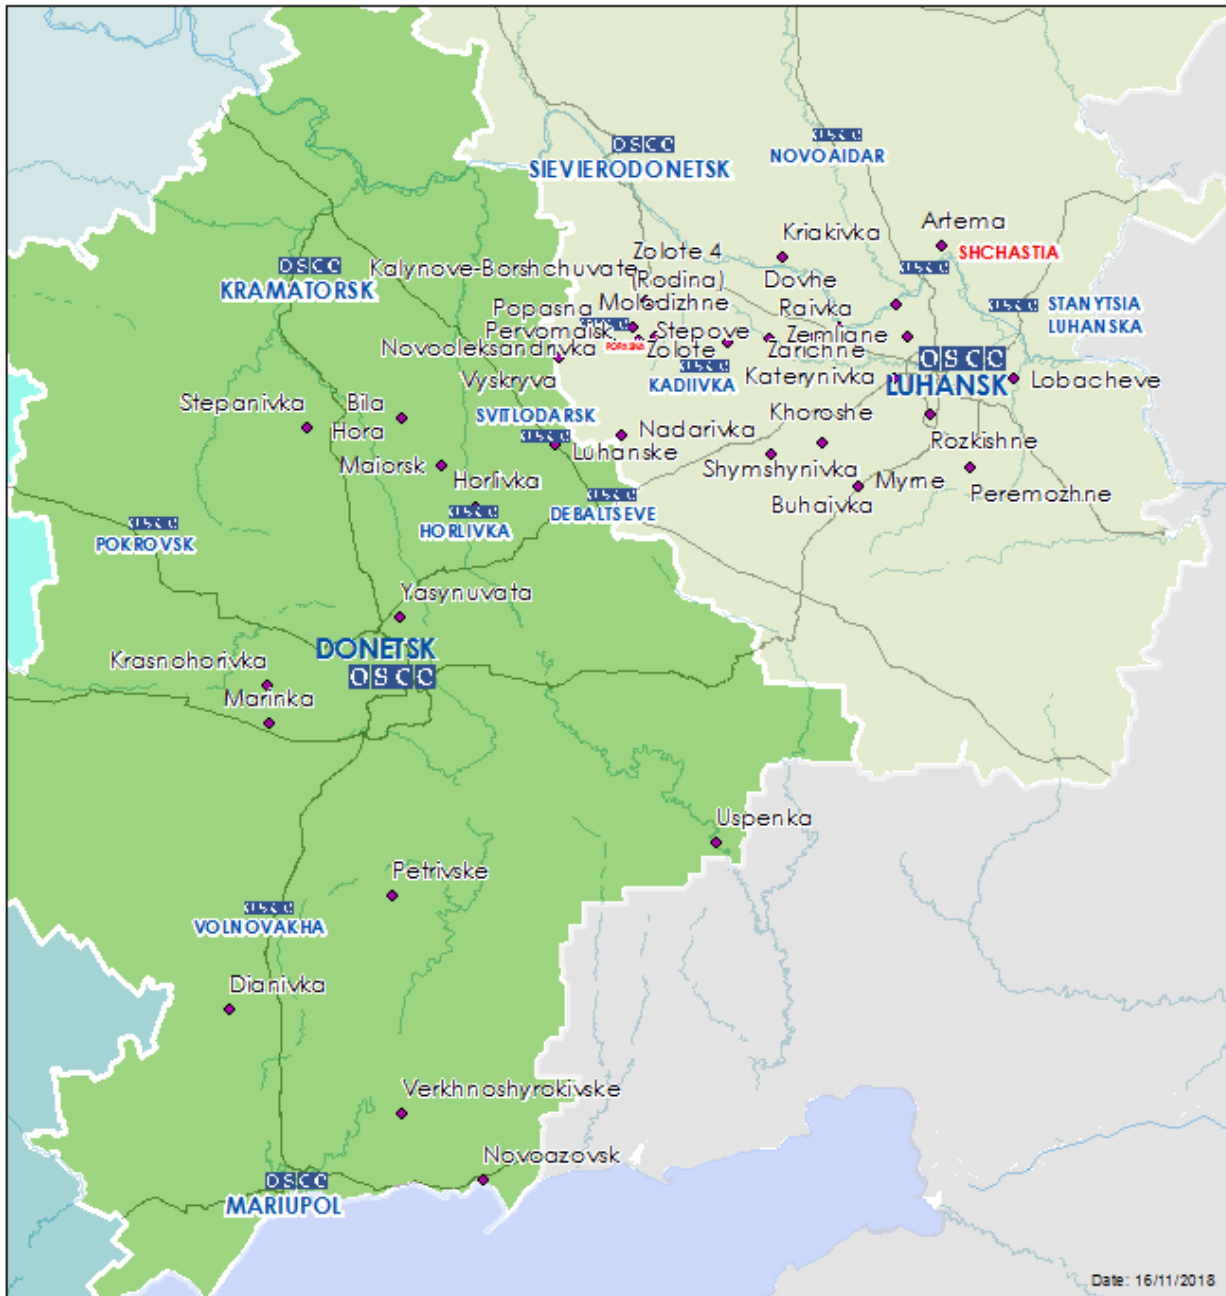 OSCE
SIEVIERODONETSK
OSCE
NOVOAIDAR
Artema
SHCHASTIA
OSCE
Kriakivka
Zolote 4
(Rodina)
Dovhe
OSCE
KRAMATORSK
Kalynove-Borshchuvate
Popasna
Molodizhne
Raivka
OSCE
STANYTSIA
LUHANSKA
Pervomaisk
POPASNA
Stepove
Zemliane
Novooleksandrivka
Zolote
Zarichne
OSCE
LUHANSK
Vyskryva
OSCE
KADIIVKA
Katerynivka
Lobacheve
Stepanivka
Bila
Hora
SVITLODARSK
OSCE
Khoroshe
Nadarivka
Rozkishne
Luhanske
Maiorsk
Shymshynivka
Horlivka
Myrne
Peremozhne
Buhaivka
OSCE
DEBALTSEVE
OSCE
HORLIVKA
OSCE
POKROVSK
Yasynuvata
DONETSK
OSCE
Krasnohorivka
Marinka
Uspenka
Petrivske
OSCE
VOLNOVAKHA
Dianivka
Verkhnoshyrokivske
Novoazovsk
OSCE
MARIUPOL
Date: 16/11/2018